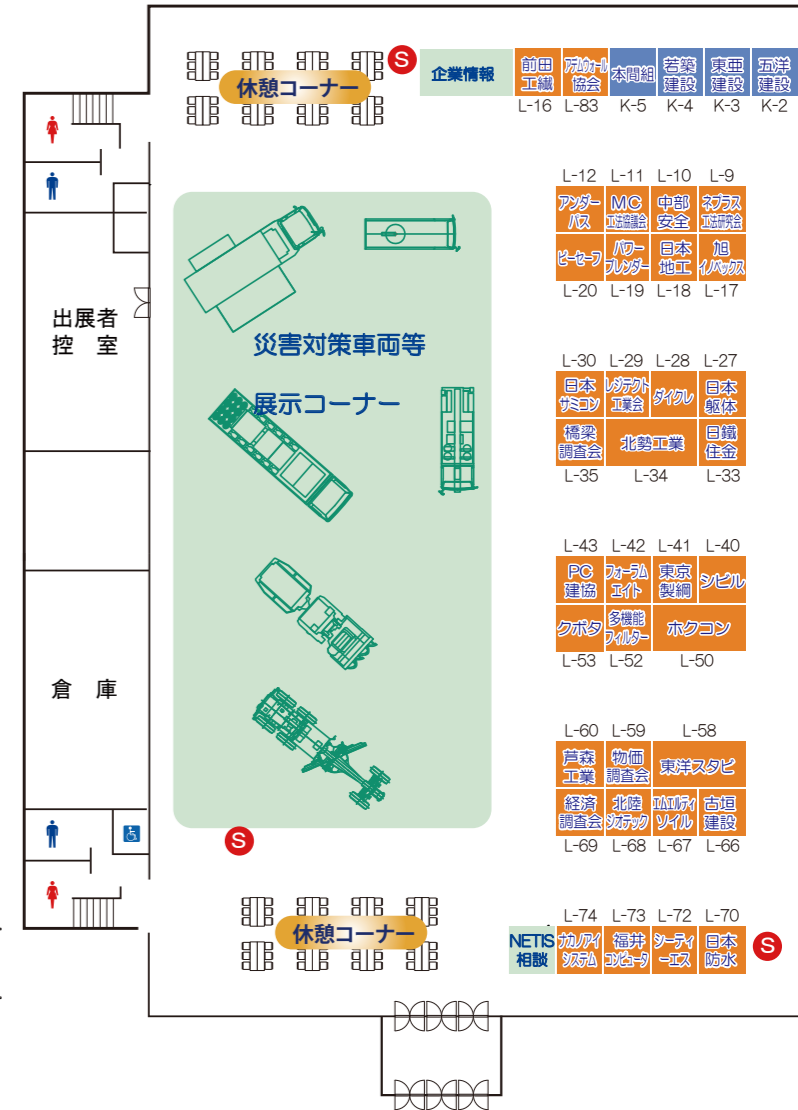 休憩コーナー
S
企業情報
前田
工繊
アデムウォール
協会
本間組
若築
建設
東亜
建設
五洋
建設
L-16 L-83 K-5 K-4 K-3 K-2
出展者
控 室
倉 庫
災害対策車両等
展示コーナー
L-12 L-11 L-10 L-9
アンダー
パス
MC
工法協議会
中部
安全
ネプラス
工法研究会
ビーセーフ
パワー
ブレンダー
日本
地工
旭
イノベックス
L-20 L-19 L-18 L-17
L-30 L-29 L-28 L-27
日本
サミコン
レジテクト
工業会
ダイクレ
日本
躯体
橋梁
調査会
北勢工業
日鐵
住金
L-35 L-34 L-33
L-43 L-42 L-41 L-40
PC
建協
フォーラム
エイト
東京
製綱
シビル
クボタ
多機能
フィルター
ホクコン
L-53 L-52 L-50
L-60 L-59 L-58
芦森
工業
物価
調査会
東洋スタビ
経済
調査会
北陸
ジオテック
エムエルティ
ソイル
古垣
建設
L-69 L-68 L-67 L-66
S
休憩コーナー
L-74 L-73 L-72 L-70
NETIS
相談
ナカノアイ
システム
福井
コンピュータ
シーティ
ーエス
日本
防水
S